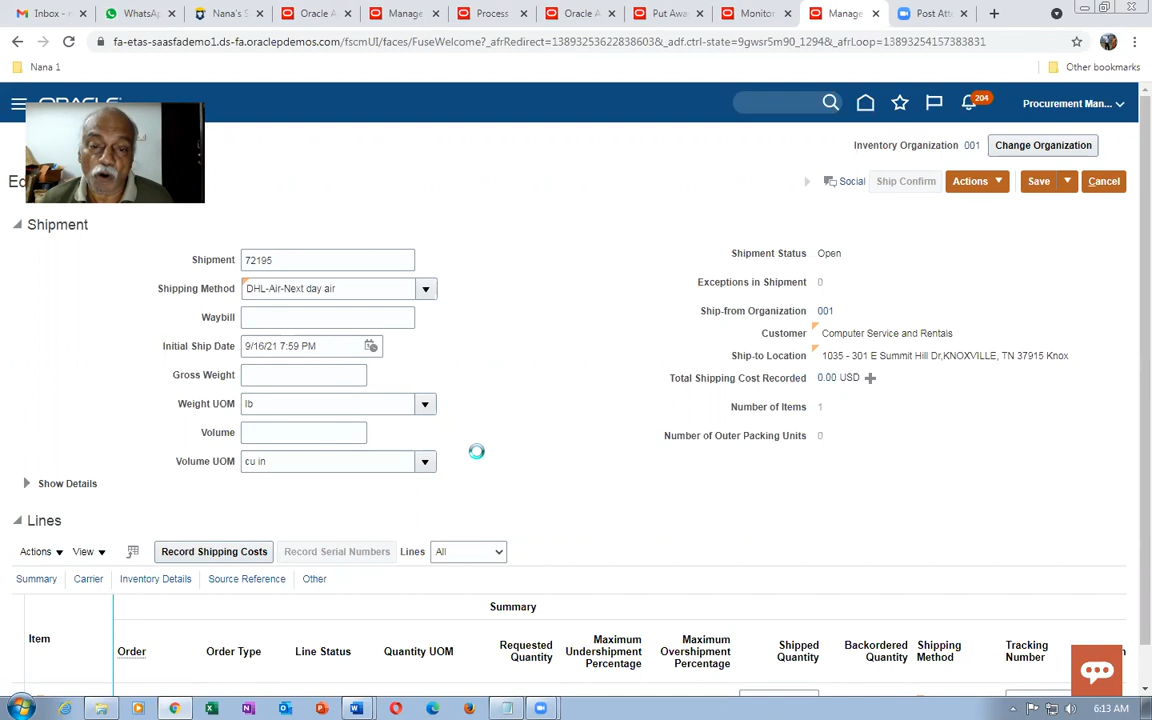 Inbox - n
WhatsAp
Nana's S
Oracle A
Manage
Process
Oracle A
Put Awa
Monitor
Manage
Post Att
fa-etas-saasfademo1.ds-fa.oraclepdemos.com/fscmUI/faces/FuseWelcome?_afrRedirect=13893253622838603&_adf.ctrl-state=9gwsr5m90_1294&_afrLoop=13893254157383831
Nana 1
Other bookmarks
ORACLE
204
Procurement Man...
Inventory Organization 001
Change Organization
Social
Ship Confirm
Actions
Save
Cancel
Shipment
Shipment 72195
Shipping Method DHL-Air-Next day air
Waybill
Initial Ship Date 9/16/21 7:59 PM
Gross Weight
Weight UOM lb
Volume
Volume UOM cu in
Shipment Status Open
Exceptions in Shipment 0
Ship-from Organization 001
Customer Computer Service and Rentals
Ship-to Location 1035 - 301 E Summit Hill Dr,KNOXVILLE, TN 37915 Knox
Total Shipping Cost Recorded 0.00 USD
Number of Items 1
Number of Outer Packing Units 0
Show Details
Lines
Actions View Record Shipping Costs Record Serial Numbers Lines All
Summary Carrier Inventory Details Source Reference Other
Summary
Item
Order
Order Type
Line Status
Quantity UOM
Requested Quantity
Maximum Undershipment Percentage
Maximum Overshipment Percentage
Shipped Quantity
Backordered Quantity
Shipping Method
Tracking Number
6:13 AM